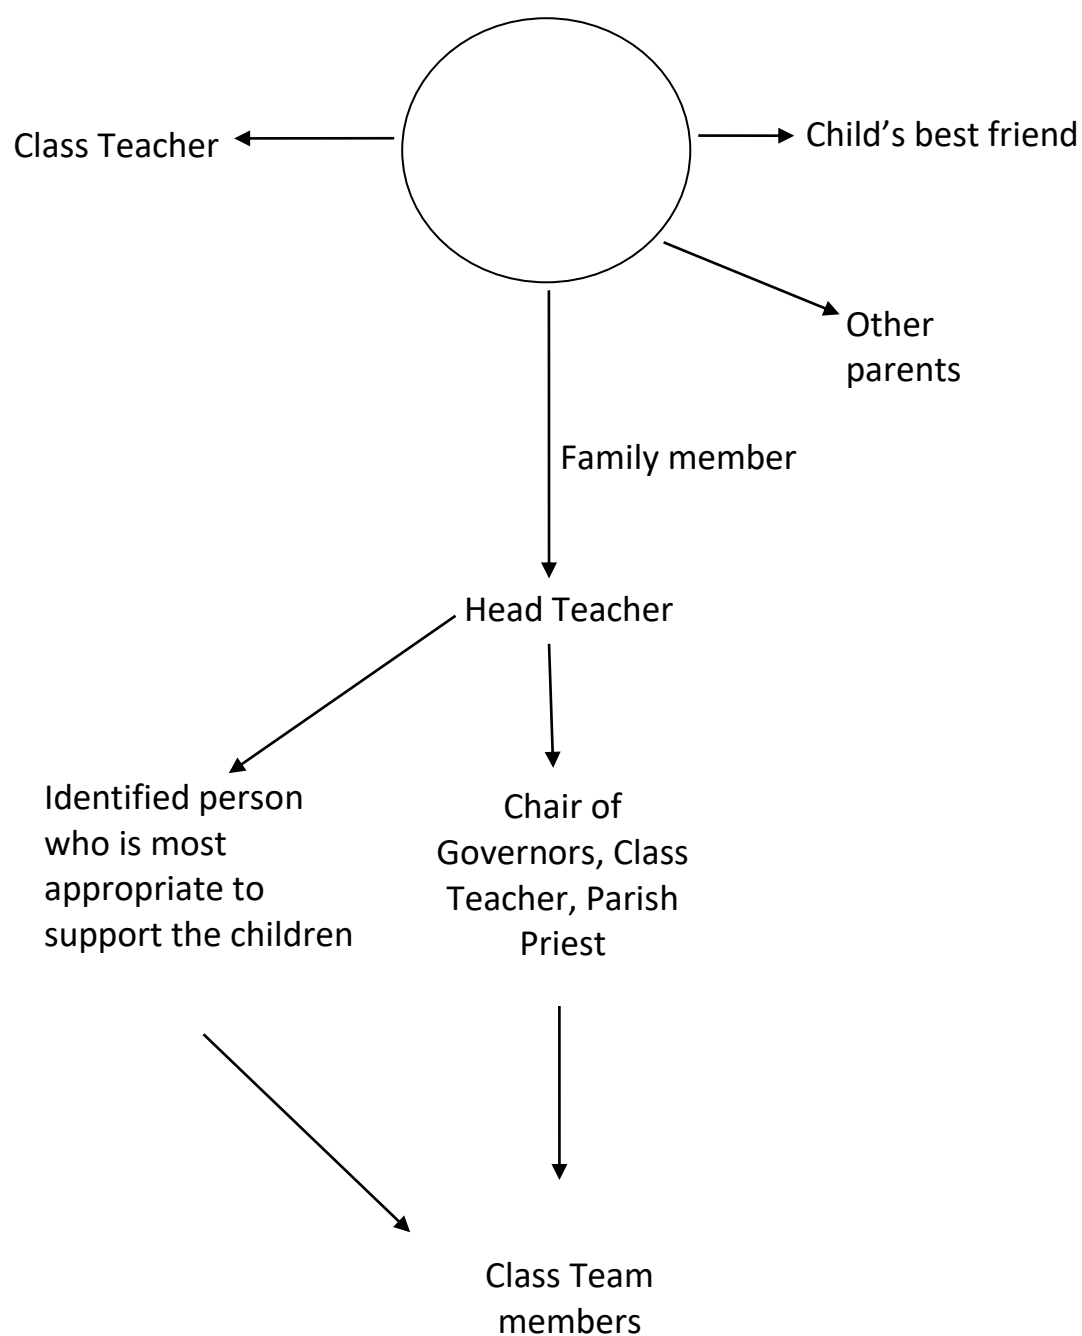 Class Teacher
Child’s best friend
Other
parents
Family member
Head Teacher
Identified person
who is most
appropriate to
support the children
Chair of
Governors, Class
Teacher, Parish
Priest
Class Team
members